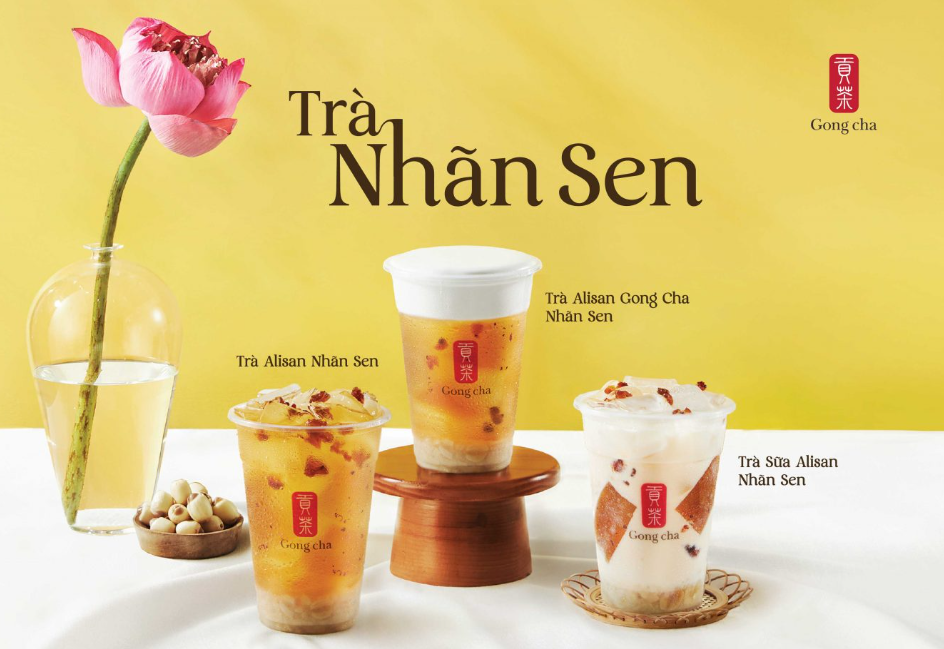 Trà
Nhãn Sen
貢茶
Gong cha
Trà Alisan Gong Cha
Nhãn Sen
Trà Alisan Nhãn Sen
貢茶
Gong cha
Trà Sữa Alisan
Nhãn Sen
貢茶
Gong cha
貢茶
Gong cha